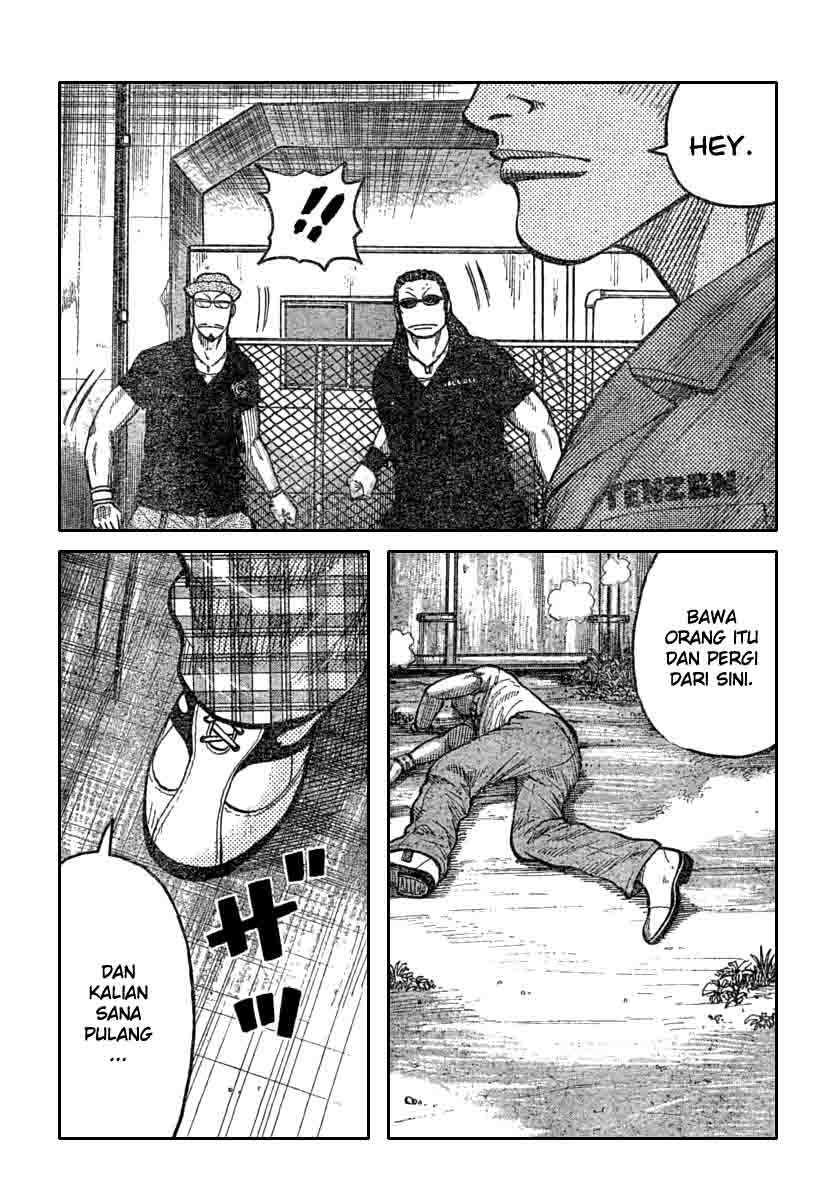 HEY.
!!
TENZEN
BAWA
ORANG ITU
DAN PERGI
DARI SINI.
ザッ
DAN
KALIAN
SANA
PULANG
...